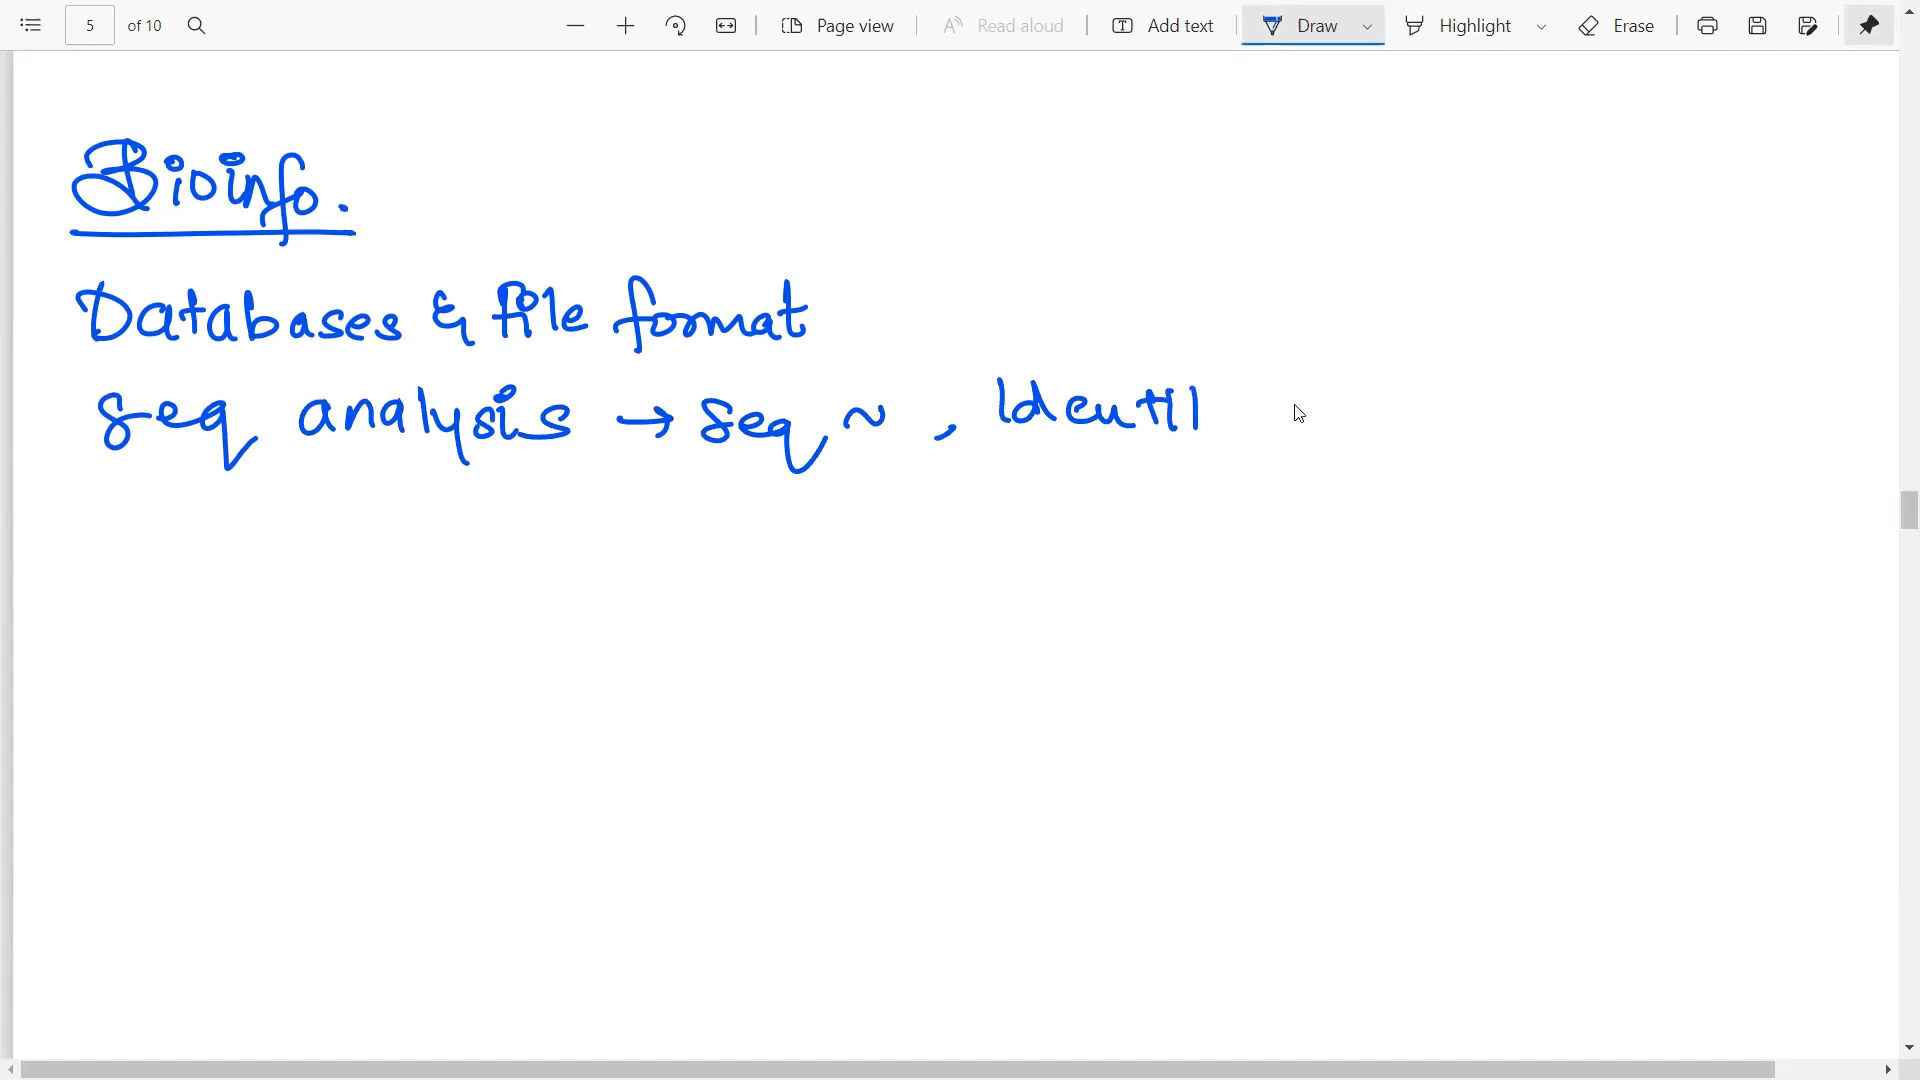 5 of 10 Page view Read aloud Add text Draw Highlight Erase
Bioinfo.
Databases & File format
Seq analysis → Seq ~ , Identi